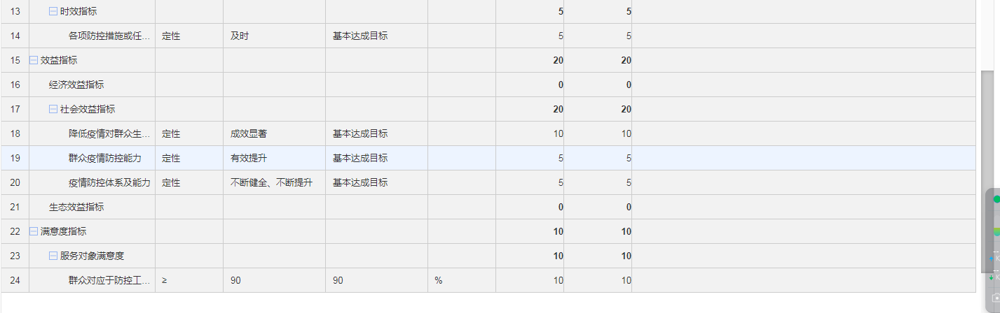 13 时效指标 5 5
14 各项防控措施或任... 定性 及时 基本达成目标 5 5
15 效益指标 20 20
16 经济效益指标 0 0
17 社会效益指标 20 20
18 降低疫情对群众生... 定性 成效显著 基本达成目标 10 10
19 群众疫情防控能力 定性 有效提升 基本达成目标 5 5
20 疫情防控体系及能力 定性 不断健全、不断提升 基本达成目标 5 5
21 生态效益指标 0 0
22 满意度指标 10 10
23 服务对象满意度 10 10
24 群众对应于防控工... ≥ 90 90 % 10 10